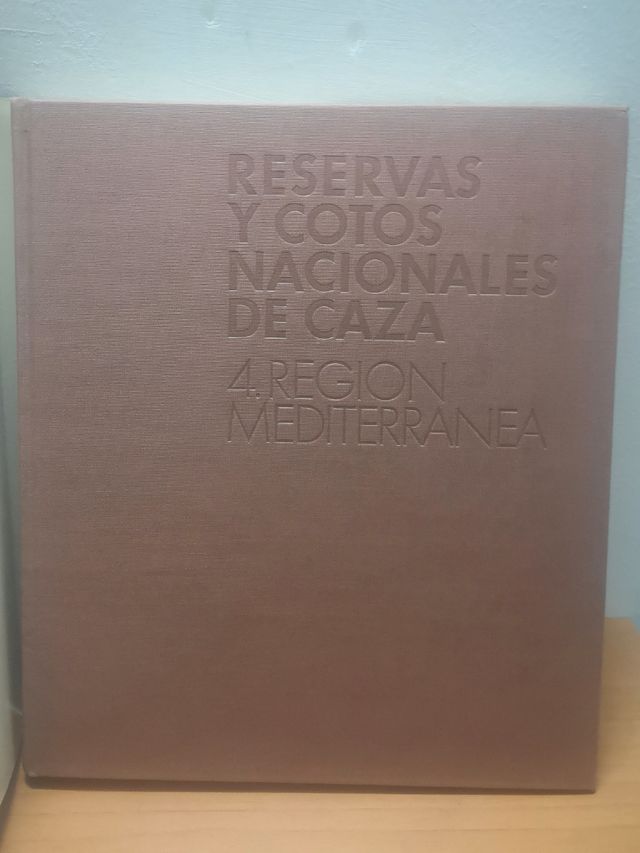 RESERVAS
Y COTOS
NACIONALES
DE CAZA
4. REGION
MEDITERRANEA